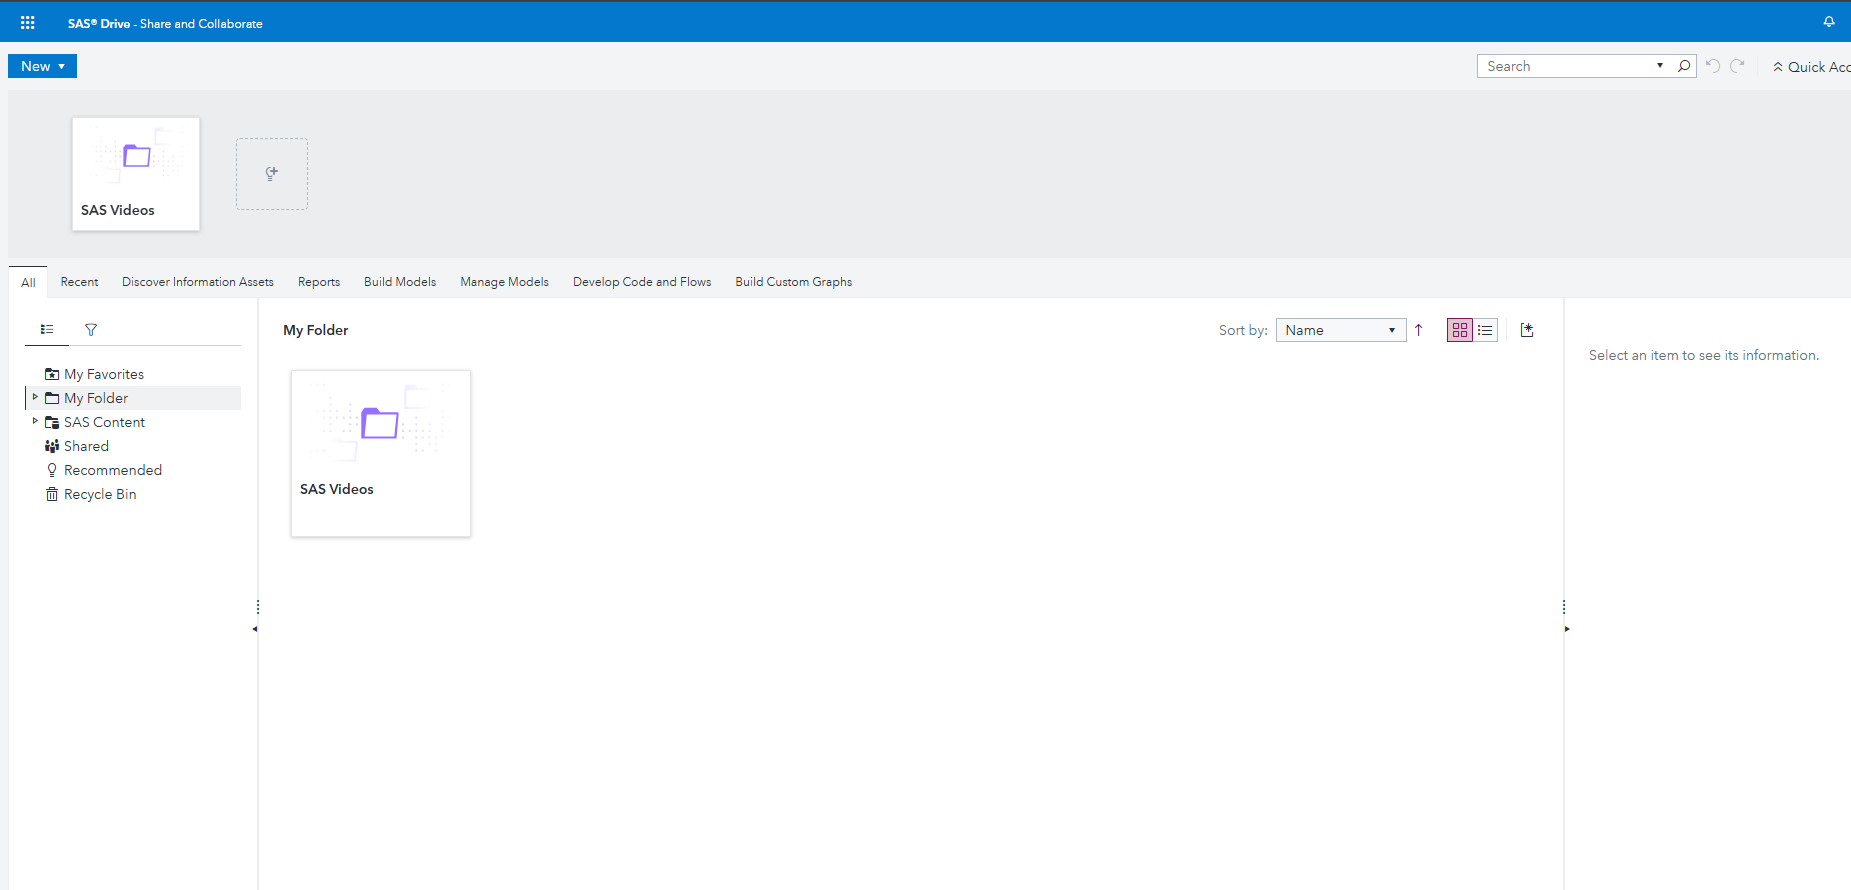 SAS® Drive - Share and Collaborate
New
Search
Quick Acc
SAS Videos
All
Recent
Discover Information Assets
Reports
Build Models
Manage Models
Develop Code and Flows
Build Custom Graphs
My Favorites
My Folder
SAS Content
Shared
Recommended
Recycle Bin
My Folder
Sort by:
Name
SAS Videos
Select an item to see its information.